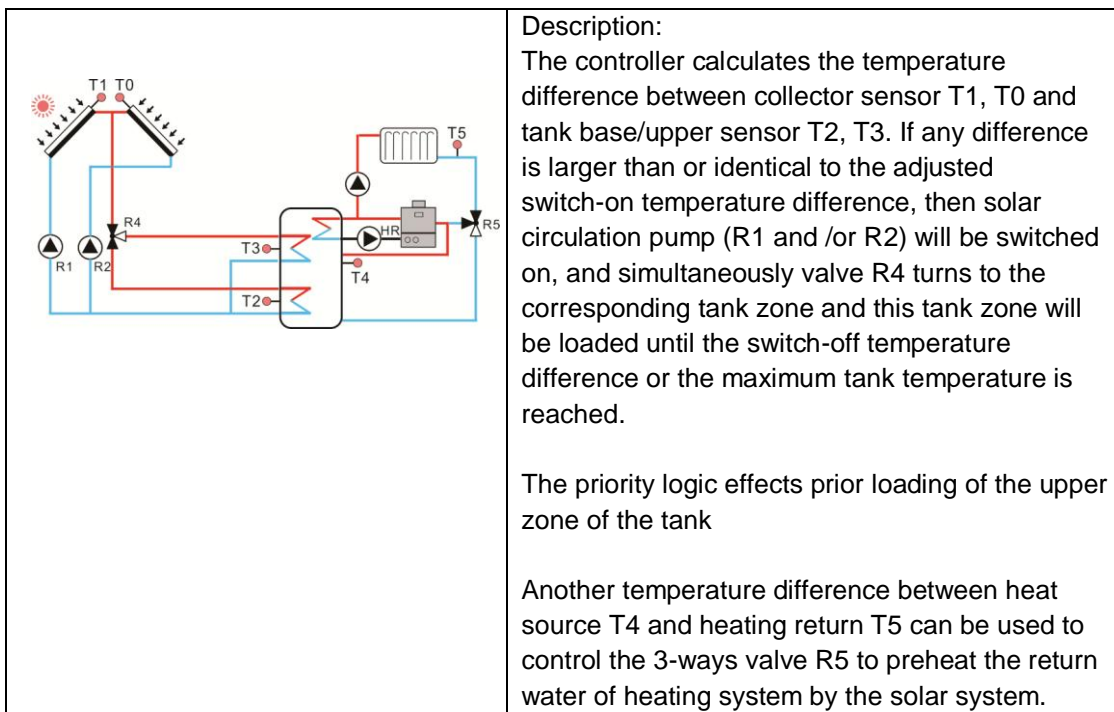 T1 T0
T5
R4
R5
HR
T3
R1
R2
T4
T2
Description:
The controller calculates the temperature
difference between collector sensor T1, T0 and
tank base/upper sensor T2, T3. If any difference
is larger than or identical to the adjusted
switch-on temperature difference, then solar
circulation pump (R1 and /or R2) will be switched
on, and simultaneously valve R4 turns to the
corresponding tank zone and this tank zone will
be loaded until the switch-off temperature
difference or the maximum tank temperature is
reached.
The priority logic effects prior loading of the upper
zone of the tank
Another temperature difference between heat
source T4 and heating return T5 can be used to
control the 3-ways valve R5 to preheat the return
water of heating system by the solar system.